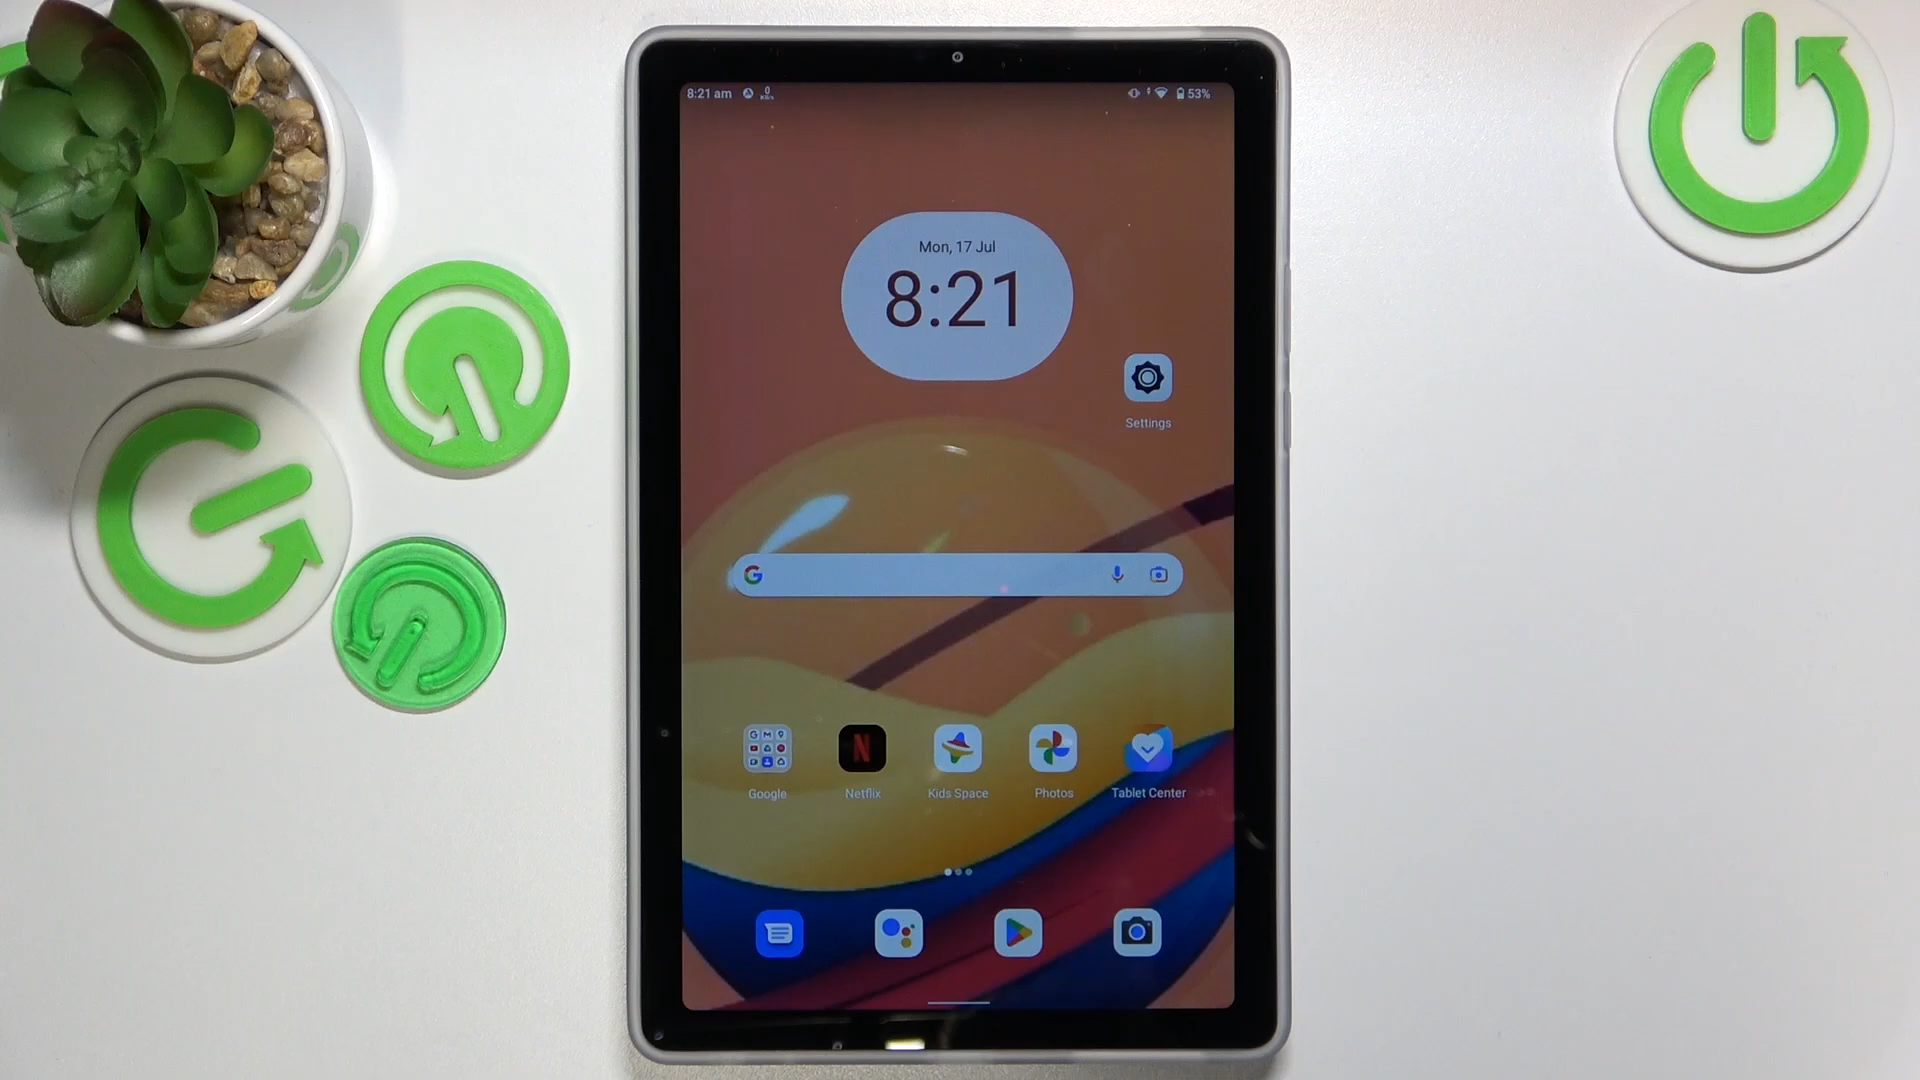 8:21 am
53%
Mon, 17 Jul
8:21
Settings
Google
Netflix
Kids Space
Photos
Tablet Center